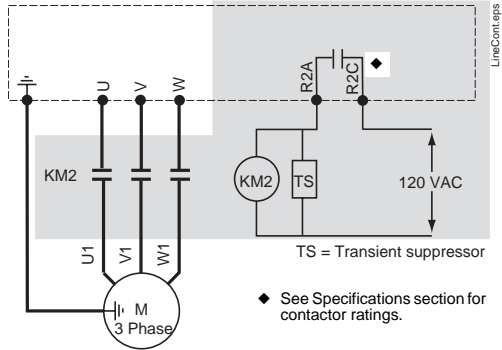 LineCont.eps
U
V
W
R2A
R2C
◆
KM2
KM2
TS
120 VAC
U1
V1
W1
TS = Transient suppressor
M
3 Phase
◆ See Specifications section for
contactor ratings.